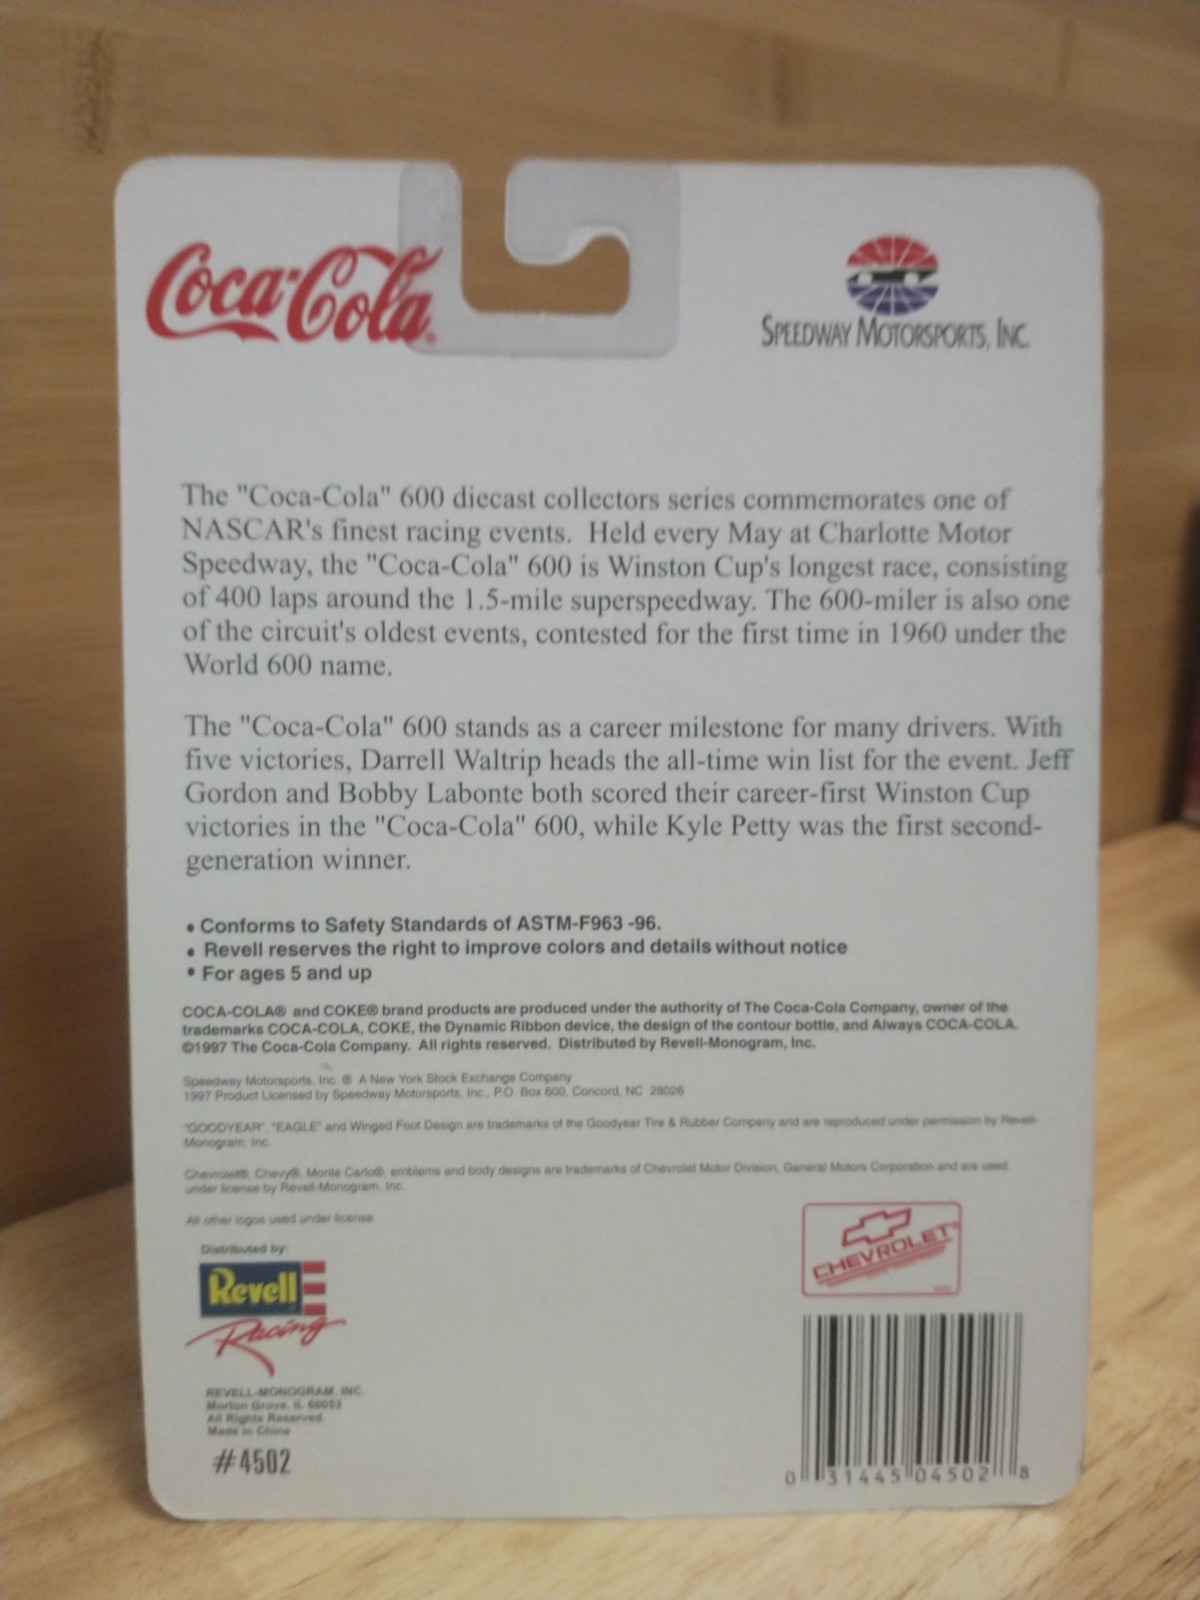 Coca-Cola®
SPEEDWAY MOTORSPORTS, INC.
The "Coca-Cola" 600 diecast collectors series commemorates one of
NASCAR's finest racing events. Held every May at Charlotte Motor
Speedway, the "Coca-Cola" 600 is Winston Cup's longest race, consisting
of 400 laps around the 1.5-mile superspeedway. The 600-miler is also one
of the circuit's oldest events, contested for the first time in 1960 under the
World 600 name.
The "Coca-Cola" 600 stands as a career milestone for many drivers. With
five victories, Darrell Waltrip heads the all-time win list for the event. Jeff
Gordon and Bobby Labonte both scored their career-first Winston Cup
victories in the "Coca-Cola" 600, while Kyle Petty was the first second-
generation winner.
• Conforms to Safety Standards of ASTM-F963 -96.
• Revell reserves the right to improve colors and details without notice
• For ages 5 and up
COCA-COLA® and COKE® brand products are produced under the authority of The Coca-Cola Company, owner of the
trademarks COCA-COLA, COKE, the Dynamic Ribbon device, the design of the contour bottle, and Always COCA-COLA.
©1997 The Coca-Cola Company. All rights reserved. Distributed by Revell-Monogram, Inc.
Speedway Motorsports, Inc. ® A New York Stock Exchange Company
1997 Product Licensed by Speedway Motorsports, Inc., P.O. Box 600, Concord, NC 28026
"GOODYEAR", "EAGLE" and Winged Foot Design are trademarks of the Goodyear Tire & Rubber Company and are reproduced under permission by Revell-
Monogram, Inc.
Chevrolet®, Chevy®, Monte Carlo®, emblems and body designs are trademarks of Chevrolet Motor Division, General Motors Corporation and are used
under license by Revell-Monogram, Inc.
All other logos used under license.
Distributed by:
Revell
Racing
REVELL-MONOGRAM, INC.
Morton Grove, IL 60053
All Rights Reserved.
Made in China
#4502
CHEVROLET®
0 31445 04502 8